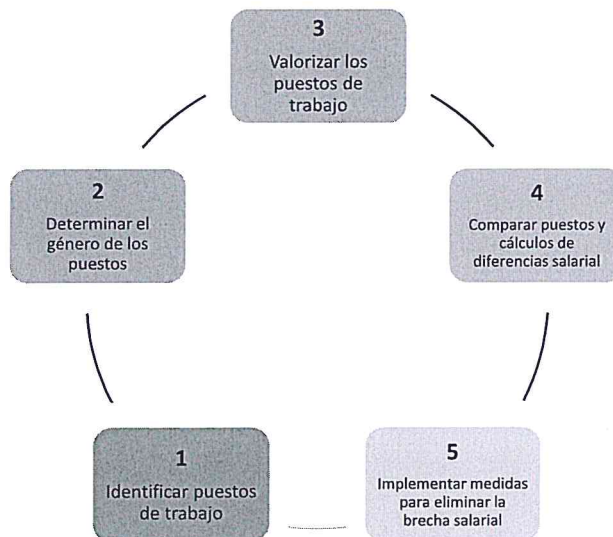 3
Valorizar los
puestos de
trabajo
2
Determinar el
género de los
puestos
4
Comparar puestos y
cálculos de
diferencias salarial
1
Identificar puestos
de trabajo
5
Implementar medidas
para eliminar la
brecha salarial